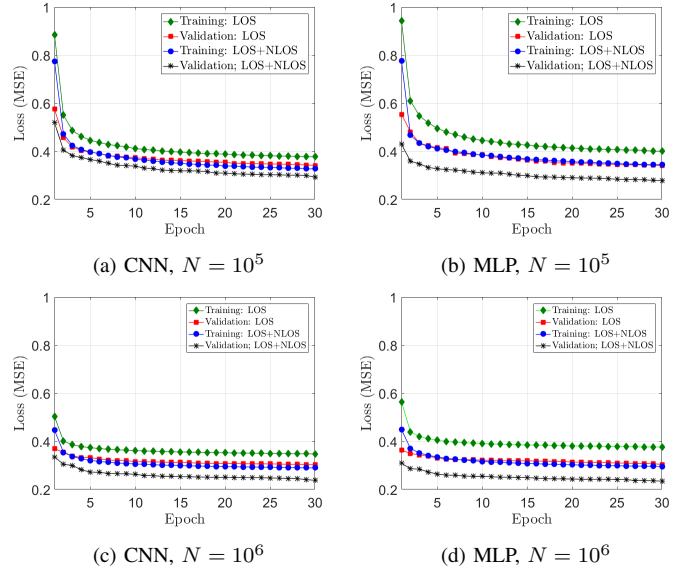 1
0.8
0.6
0.4
0.2
Loss (MSE)
5 10 15 20 25 30
Epoch
Training: LOS
Validation: LOS
Training: LOS+NLOS
Validation; LOS+NLOS
(a) CNN, N = 10^5
1
0.8
0.6
0.4
0.2
Loss (MSE)
5 10 15 20 25 30
Epoch
Training: LOS
Validation: LOS
Training: LOS+NLOS
Validation; LOS+NLOS
(b) MLP, N = 10^5
1
0.8
0.6
0.4
0.2
Loss (MSE)
5 10 15 20 25 30
Epoch
Training: LOS
Validation: LOS
Training: LOS+NLOS
Validation; LOS+NLOS
(c) CNN, N = 10^6
1
0.8
0.6
0.4
0.2
Loss (MSE)
5 10 15 20 25 30
Epoch
Training: LOS
Validation: LOS
Training: LOS+NLOS
Validation; LOS+NLOS
(d) MLP, N = 10^6